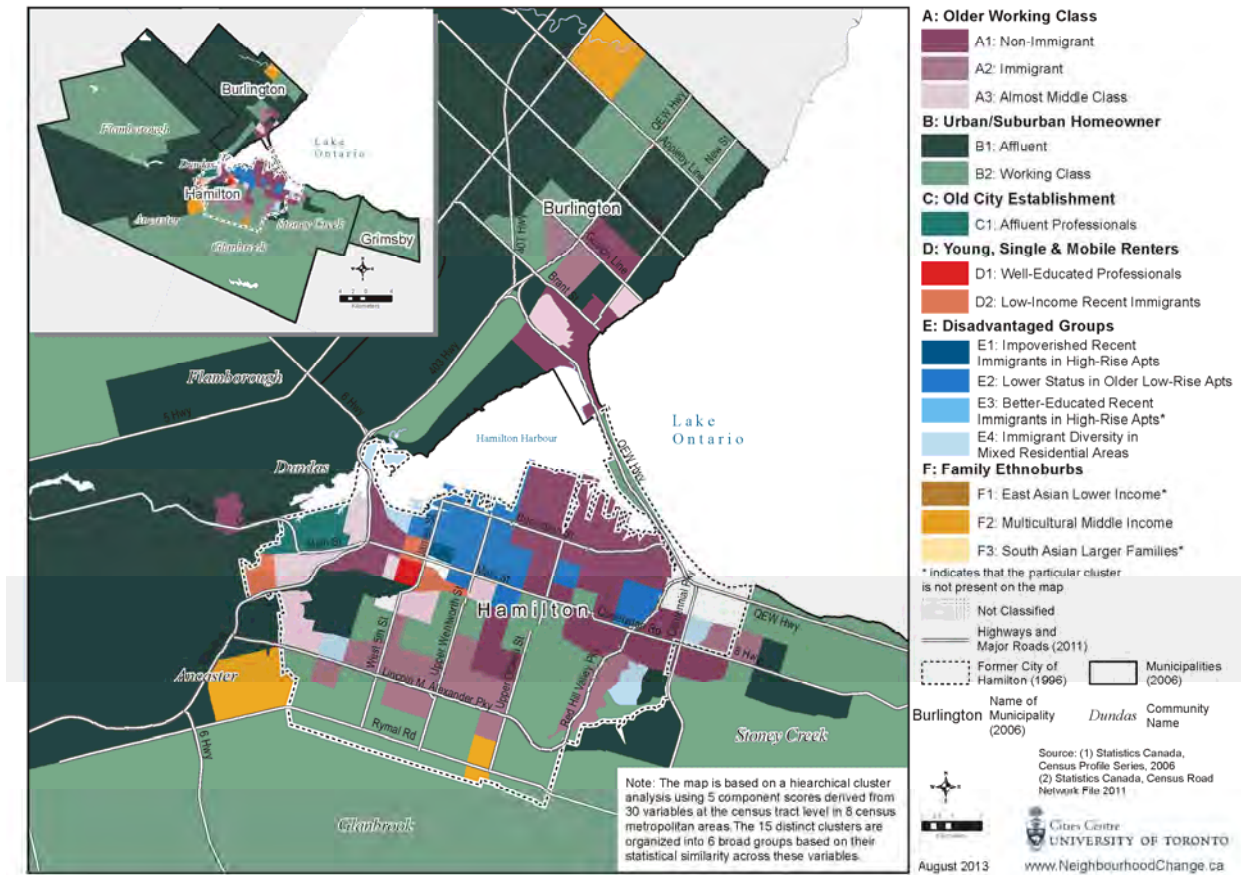 Burlington
Flamborough
Lake
Ontario
Dundas
Hamilton
Ancaster
Stoney Creek
Glanbrook
Grimsby
Kilometers
QEW Hwy
Appleby Line
New St
Burlington
407 Hwy
Line
Brant St
403 Hwy
Flamborough
6 Hwy
5 Hwy
Lake
Ontario
Hamilton Harbour
QEW Hwy
Dundas
Main St
Main St
Hamilton
Centennial
QEW Hwy
8 Hwy
West 5th St
Upper Wentworth St
Upper Ottawa St
Red Hill Valley Pky
Lincoln M. Alexander Pky
Ancaster
Rymal Rd
6 Hwy
Stoney Creek
Glanbrook
Note: The map is based on a hiearchical cluster
analysis using 5 component scores derived from
30 variables at the census tract level in 8 census
metropolitan areas. The 15 distinct clusters are
organized into 6 broad groups based on their
statistical similarity across these variables.
A: Older Working Class
A1: Non-Immigrant
A2: Immigrant
A3: Almost Middle Class
B: Urban/Suburban Homeowner
B1: Affluent
B2: Working Class
C: Old City Establishment
C1: Affluent Professionals
D: Young, Single & Mobile Renters
D1: Well-Educated Professionals
D2: Low-Income Recent Immigrants
E: Disadvantaged Groups
E1: Impoverished Recent
Immigrants in High-Rise Apts
E2: Lower Status in Older Low-Rise Apts
E3: Better-Educated Recent
Immigrants in High-Rise Apts*
E4: Immigrant Diversity in
Mixed Residential Areas
F: Family Ethnoburbs
F1: East Asian Lower Income*
F2: Multicultural Middle Income
F3: South Asian Larger Families*
* indicates that the particular cluster
is not present on the map
Not Classified
Highways and
Major Roads (2011)
Former City of
Hamilton (1996)
Municipalities
(2006)
Burlington
Name of
Municipality
(2006)
Dundas
Community
Name
Source: (1) Statistics Canada,
Census Profile Series, 2006
(2) Statistics Canada, Census Road
Network File 2011
Cities Centre
UNIVERSITY OF TORONTO
August 2013
www.NeighbourhoodChange.ca